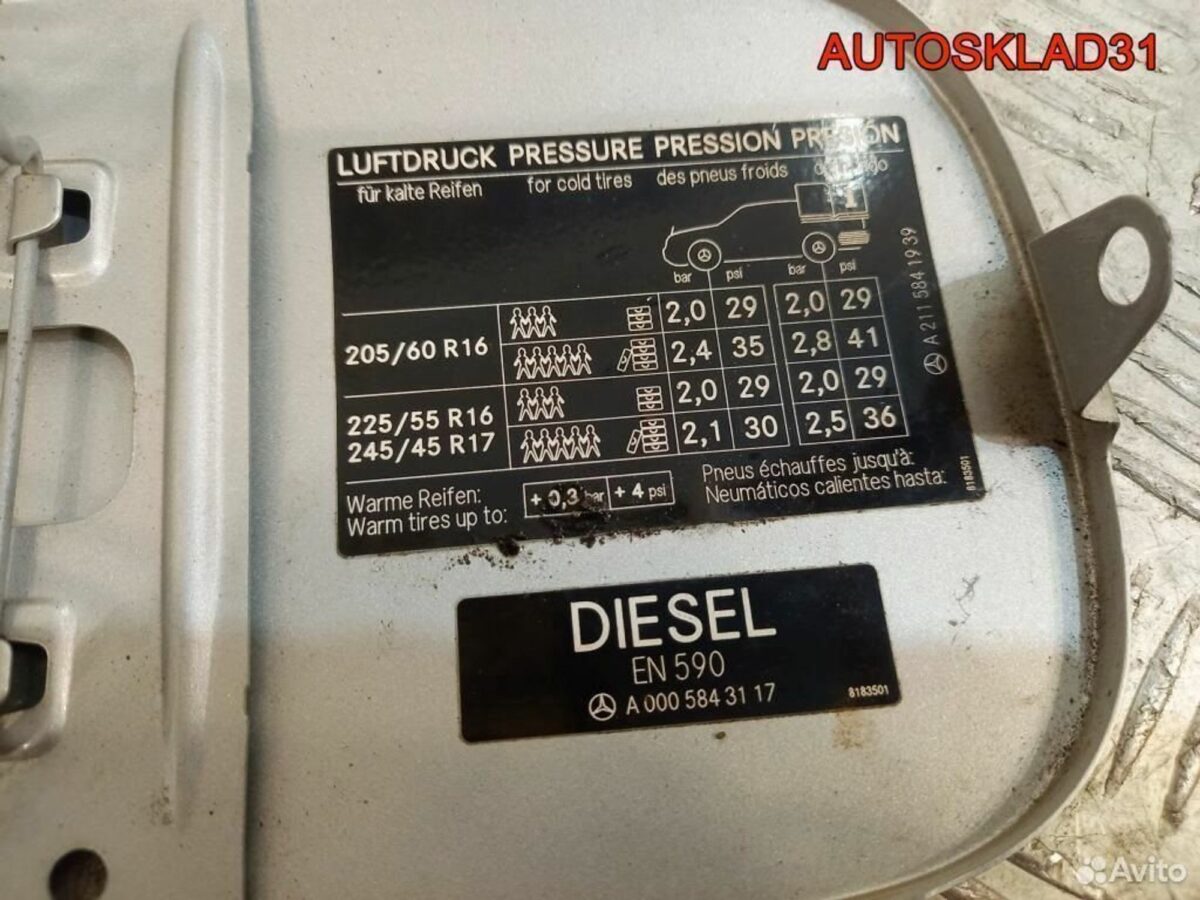 AUTOSKLAD31
LUFTDRUCK PRESSURE PRESSION PRESIÓN
für kalte Reifen for cold tires des pneus froids
bar psi bar psi
205/60 R16
2,0 29 2,0 29
2,4 35 2,8 41
225/55 R16
245/45 R17
2,0 29 2,0 29
2,1 30 2,5 36
Warme Reifen:
Warm tires up to:
+ 0,3 bar + 4 psi
Pneus échauffes jusqu'à:
Neumáticos calientes hasta:
A 211 584 19 39
8183501
DIESEL
EN 590
A 000 584 31 17
8183501
Avito